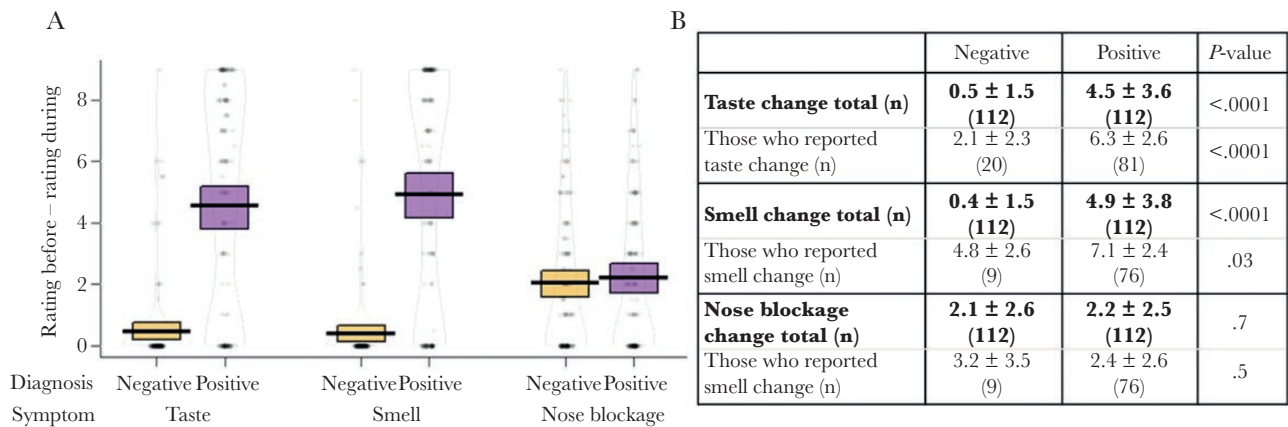 A
Rating before – rating during
8
6
4
2
0
Diagnosis Negative Positive Negative Positive Negative Positive
Symptom Taste Smell Nose blockage
B
Negative Positive P-value
Taste change total (n) 0.5 ± 1.5 (112) 4.5 ± 3.6 (112) <.0001
Those who reported taste change (n) 2.1 ± 2.3 (20) 6.3 ± 2.6 (81) <.0001
Smell change total (n) 0.4 ± 1.5 (112) 4.9 ± 3.8 (112) <.0001
Those who reported smell change (n) 4.8 ± 2.6 (9) 7.1 ± 2.4 (76) .03
Nose blockage change total (n) 2.1 ± 2.6 (112) 2.2 ± 2.5 (112) .7
Those who reported smell change (n) 3.2 ± 3.5 (9) 2.4 ± 2.6 (76) .5